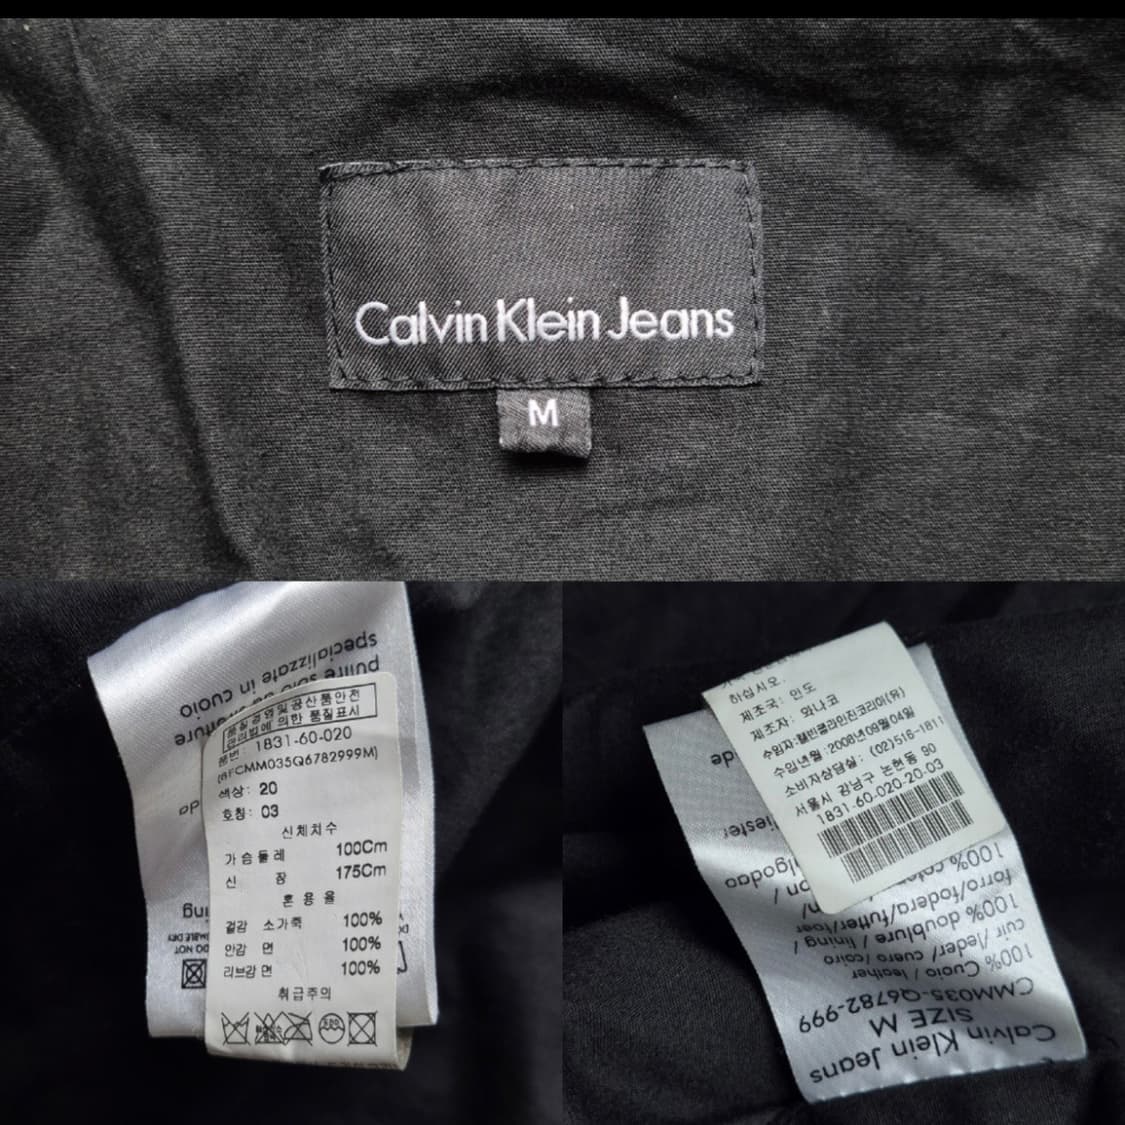 Calvin Klein Jeans
M
specializzate in cuoio
품질경영및공산품안전
관리법에 의한 품질표시
품번: 1831-60-020
(8FCMM035Q6782999M)
색상: 20
호칭: 03
신체치수
가슴둘레 100Cm
신 장 175Cm
혼 용 율
겉감 소가죽 100%
안감 면 100%
리브감 면 100%
취급주의
DO NOT
TUMBLE DRY
하십시오.
제조국: 인도
제조자: 와나코
수입자:캘빈클라인진코리아(유)
수입년월: 2008년09월04일
소비자상담실: (02)516-1811
서울시 강남구 논현동 90
1831-60-020-20-03
Calvin Klein Jeans
SIZE M
CMM035-Q6782-999
100% Cuoio / leather
cuir /leder/ cuero /coiro
100% doublure / lining /
forro/fodera/futter/